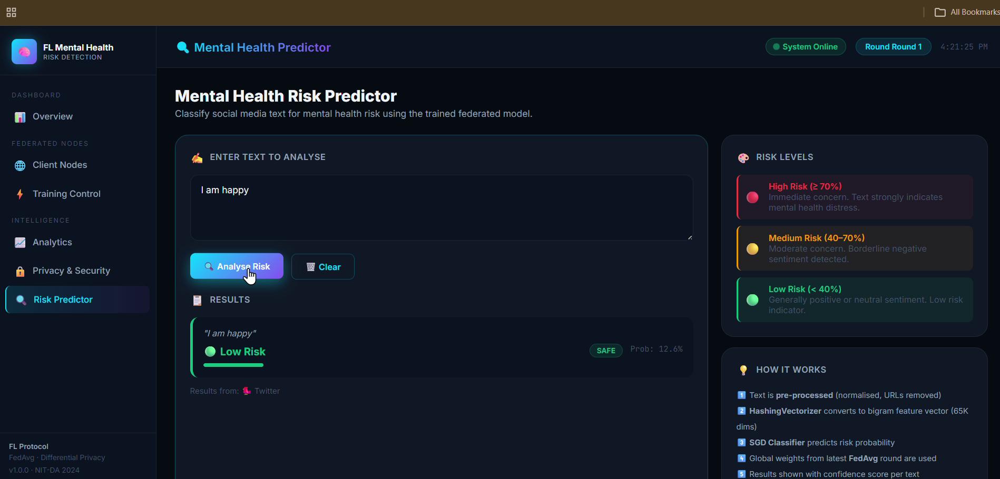 All Bookmarks
FL Mental Health
RISK DETECTION
Mental Health Predictor
System Online
Round Round 1
4:21:25 PM
DASHBOARD
Overview
FEDERATED NODES
Client Nodes
Training Control
INTELLIGENCE
Analytics
Privacy & Security
Risk Predictor
FL Protocol
FedAvg · Differential Privacy
v1.0.0 · NIT-DA 2024
Mental Health Risk Predictor
Classify social media text for mental health risk using the trained federated model.
ENTER TEXT TO ANALYSE
I am happy
Analyse Risk
Clear
RESULTS
"I am happy"
Low Risk
SAFE
Prob: 12.6%
Results from: Twitter
RISK LEVELS
High Risk (≥ 70%)
Immediate concern. Text strongly indicates
mental health distress.
Medium Risk (40–70%)
Moderate concern. Borderline negative
sentiment detected.
Low Risk (< 40%)
Generally positive or neutral sentiment. Low risk
indicator.
HOW IT WORKS
1 Text is pre-processed (normalised, URLs removed)
2 HashingVectorizer converts to bigram feature vector (65K
dims)
3 SGD Classifier predicts risk probability
4 Global weights from latest FedAvg round are used
5 Results shown with confidence score per text